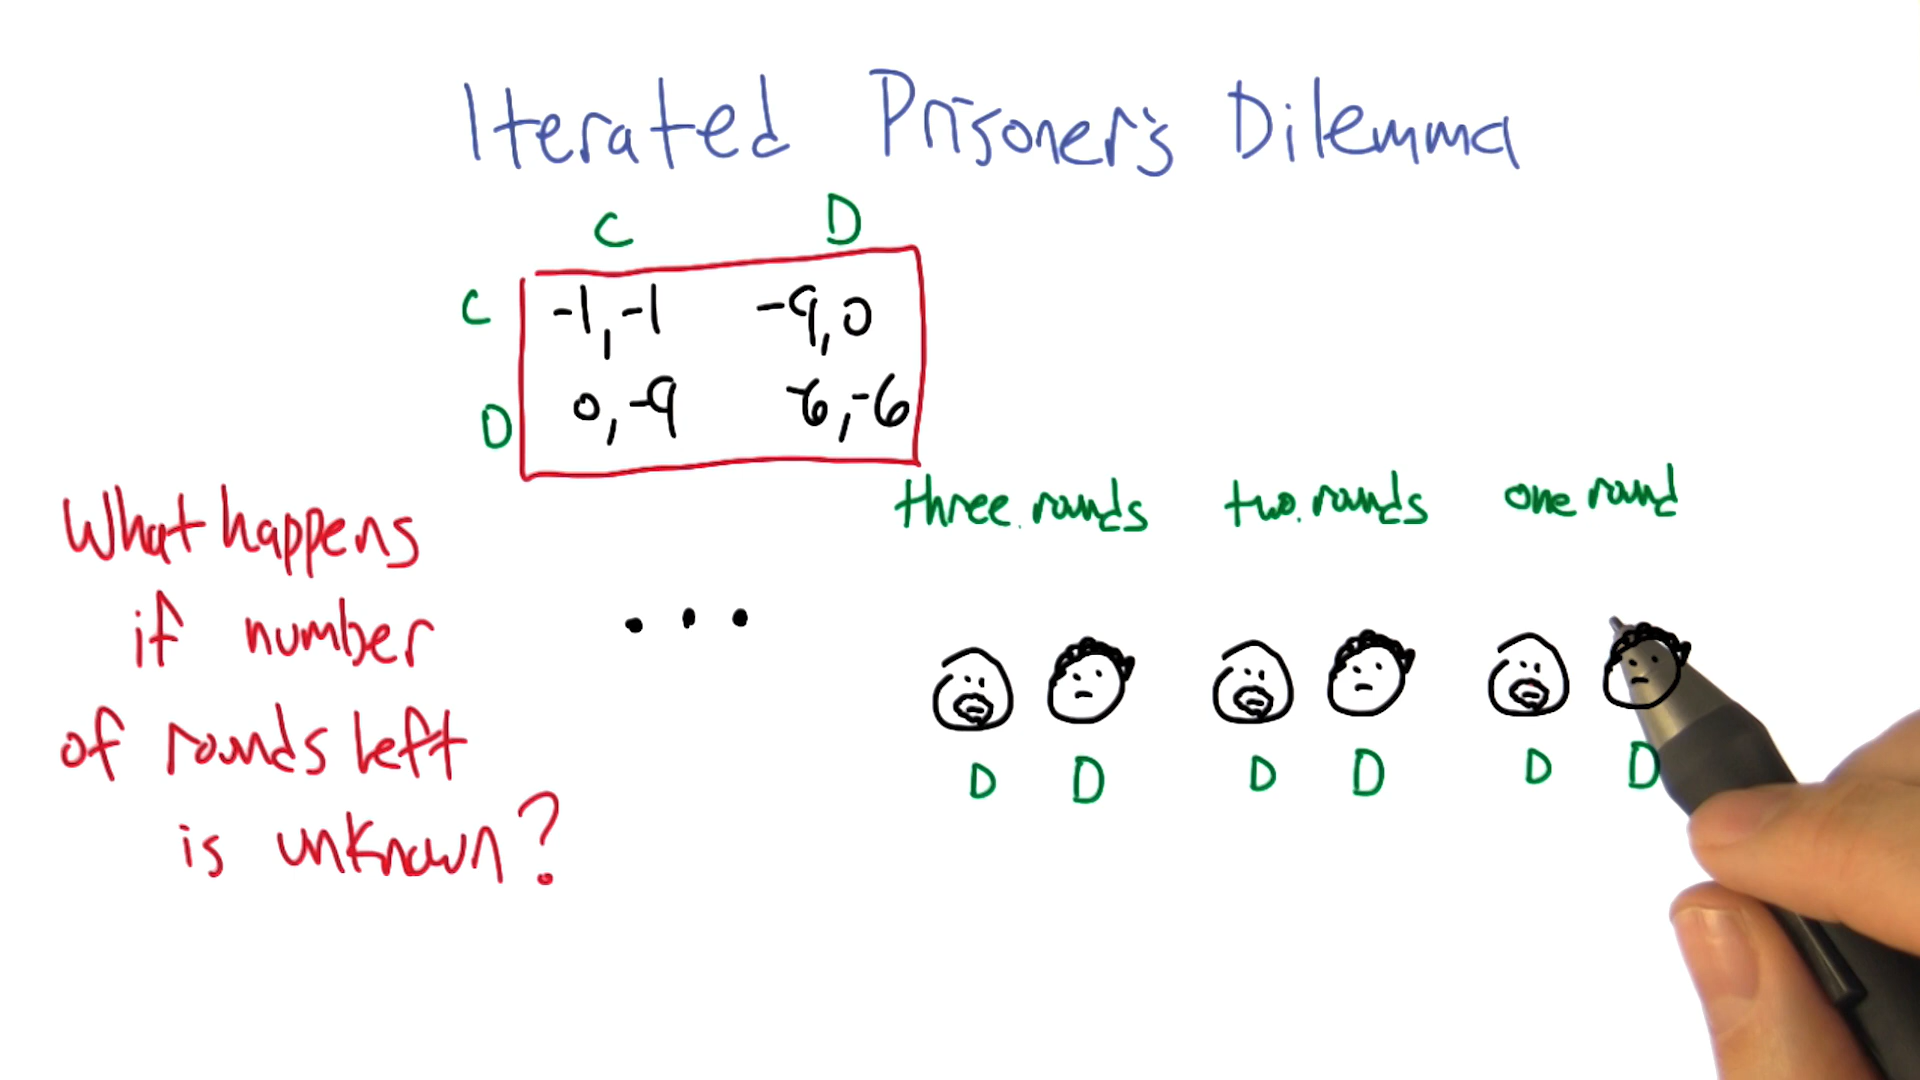 Iterated Prisoner's Dilemma
C D
C -1,-1 -9,0
D 0,-9 -6,-6
three rounds two rounds one round
What happens
if number
of rounds left
is unknown?
...
D D D D D D